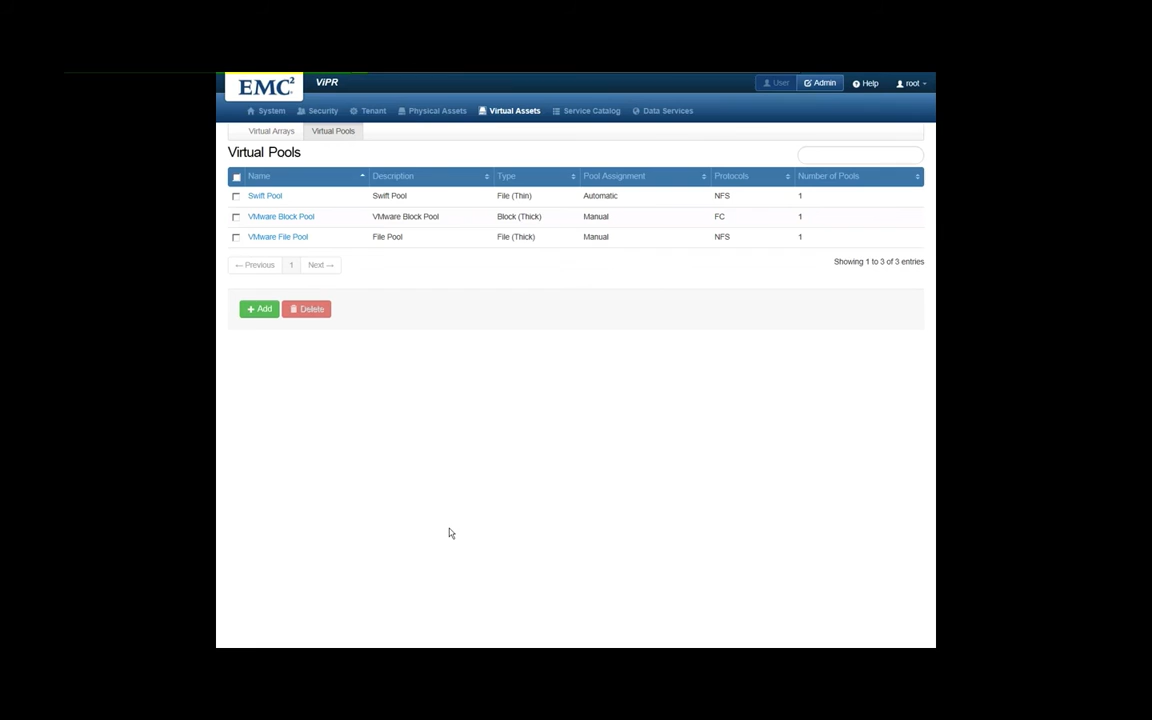 EMC² ViPR User Admin Help root
System Security Tenant Physical Assets Virtual Assets Service Catalog Data Services
Virtual Arrays Virtual Pools
Virtual Pools
Name Description Type Pool Assignment Protocols Number of Pools
Swift Pool Swift Pool File (Thin) Automatic NFS 1
VMware Block Pool VMware Block Pool Block (Thick) Manual FC 1
VMware File Pool File Pool File (Thick) Manual NFS 1
← Previous 1 Next → Showing 1 to 3 of 3 entries
+ Add Delete